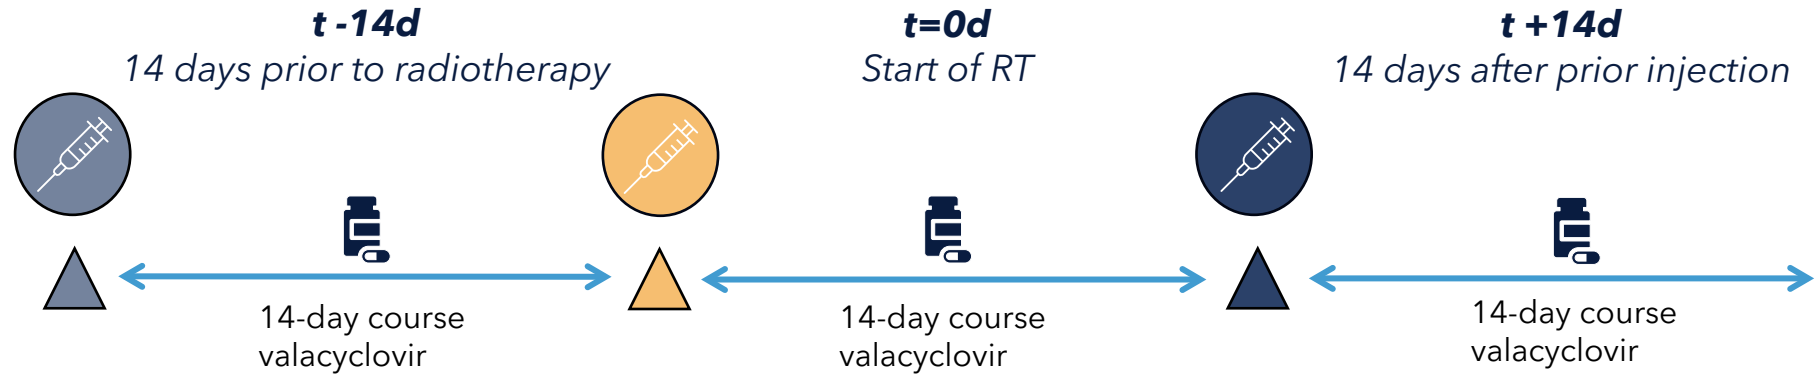 t -14d
14 days prior to radiotherapy
t=0d
Start of RT
t +14d
14 days after prior injection
14-day course
valacyclovir
14-day course
valacyclovir
14-day course
valacyclovir